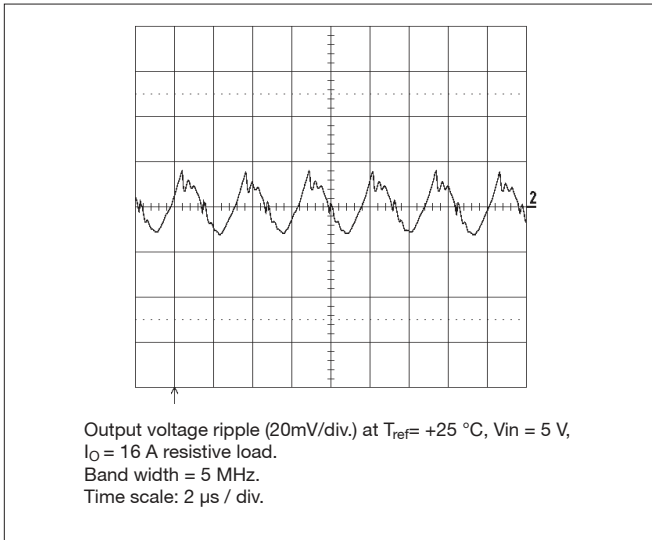 2
Output voltage ripple (20mV/div.) at Tref= +25 °C, Vin = 5 V,
IO = 16 A resistive load.
Band width = 5 MHz.
Time scale: 2 µs / div.